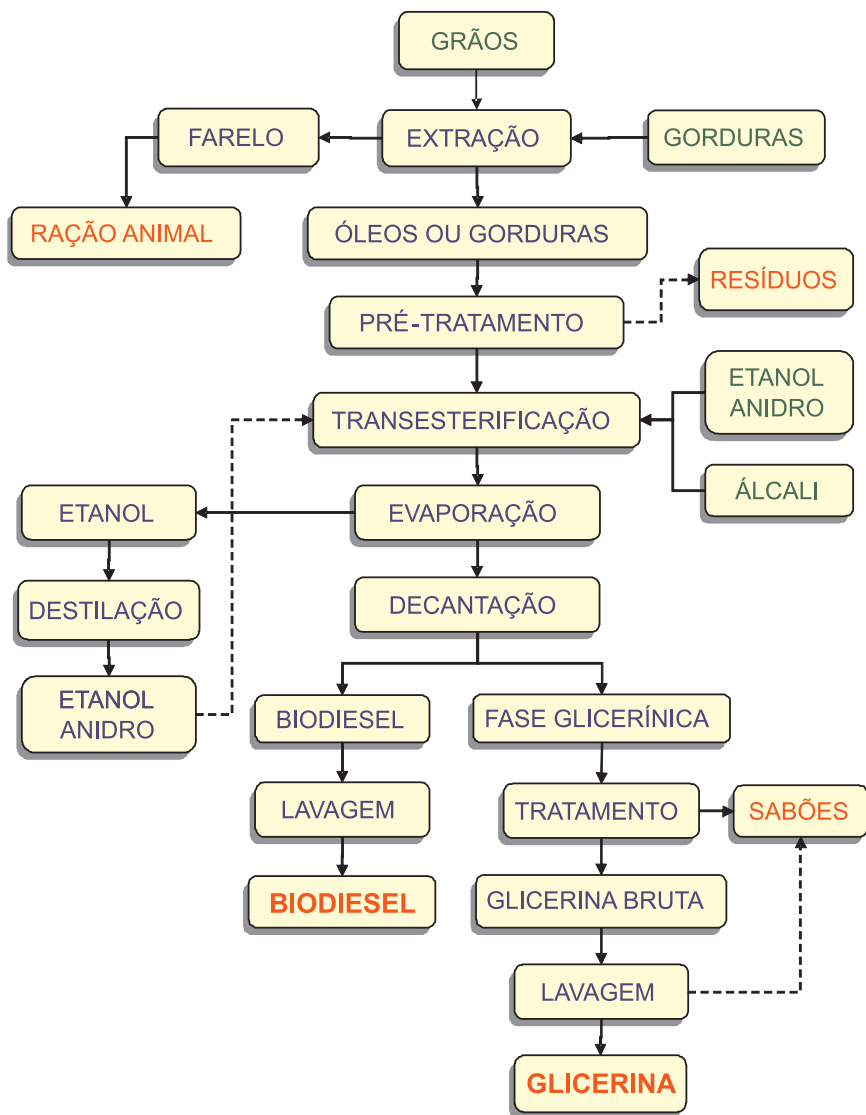 GRÃOS
FARELO
EXTRAÇÃO
GORDURAS
RAÇÃO ANIMAL
ÓLEOS OU GORDURAS
RESÍDUOS
PRÉ-TRATAMENTO
ETANOL
ANIDRO
TRANSESTERIFICAÇÃO
ÁLCALI
ETANOL
EVAPORAÇÃO
DESTILAÇÃO
DECANTAÇÃO
ETANOL
ANIDRO
BIODIESEL
FASE GLICERÍNICA
LAVAGEM
TRATAMENTO
SABÕES
BIODIESEL
GLICERINA BRUTA
LAVAGEM
GLICERINA